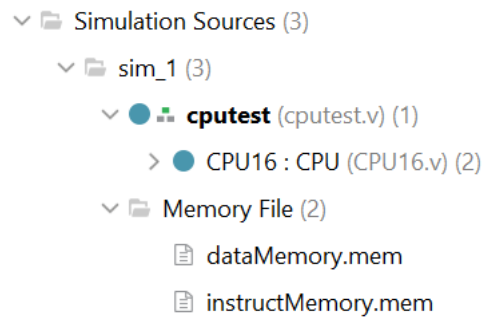 Simulation Sources (3)
sim_1 (3)
cputest (cputest.v) (1)
CPU16 : CPU (CPU16.v) (2)
Memory File (2)
dataMemory.mem
instructMemory.mem